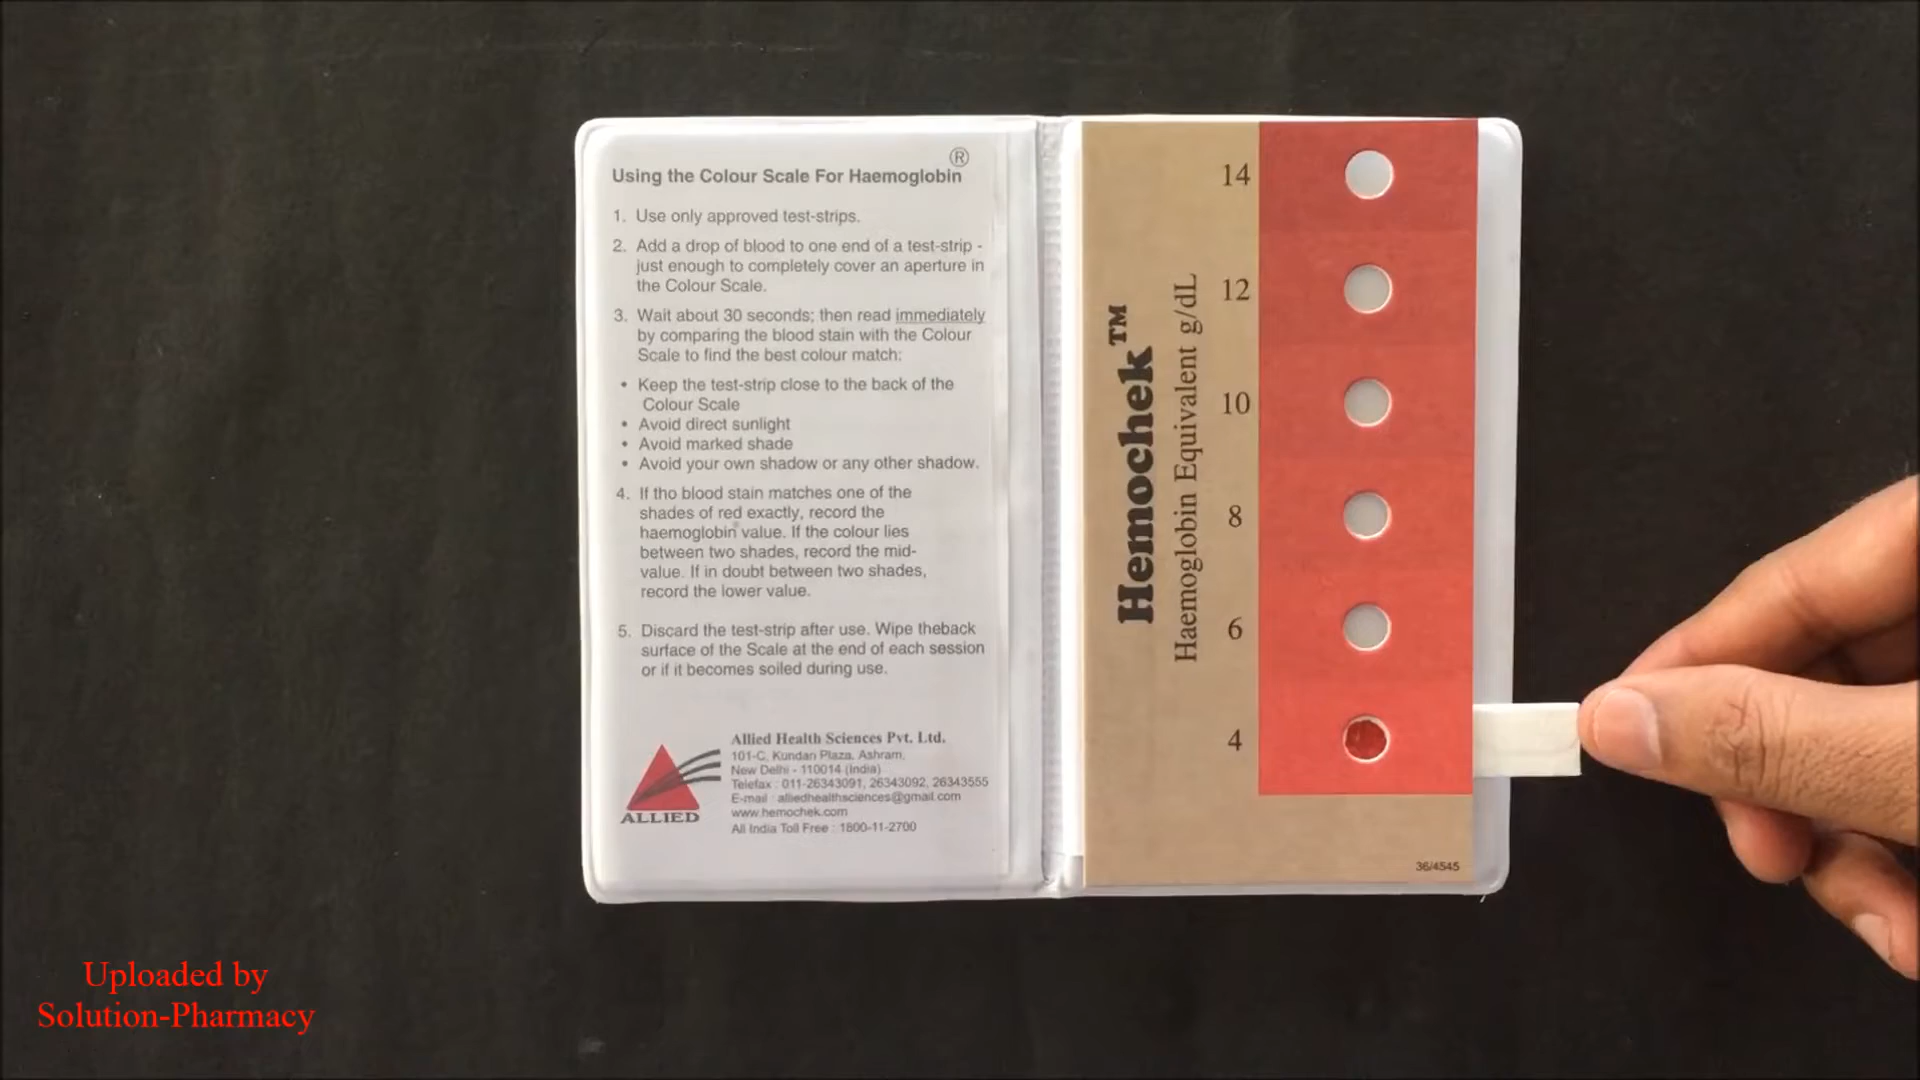 ®
Using the Colour Scale For Haemoglobin
1. Use only approved test-strips.
2. Add a drop of blood to one end of a test-strip -
just enough to completely cover an aperture in
the Colour Scale.
3. Wait about 30 seconds; then read immediately
by comparing the blood stain with the Colour
Scale to find the best colour match:
• Keep the test-strip close to the back of the
Colour Scale
• Avoid direct sunlight
• Avoid marked shade
• Avoid your own shadow or any other shadow.
4. If tho blood stain matches one of the
shades of red exactly, record the
haemoglobin value. If the colour lies
between two shades, record the mid-
value. If in doubt between two shades,
record the lower value.
5. Discard the test-strip after use. Wipe theback
surface of the Scale at the end of each session
or if it becomes soiled during use.
ALLIED
Allied Health Sciences Pvt. Ltd.
101-C, Kundan Plaza, Ashram,
New Delhi - 110014 (India)
Telefax : 011-26343091, 26343092, 26343555
E-mail : alliedhealthsciences@gmail.com
www.hemochek.com
All India Toll Free : 1800-11-2700
Hemochek™
Haemoglobin Equivalent g/dL
14
12
10
8
6
4
36/4545
Uploaded by
Solution-Pharmacy